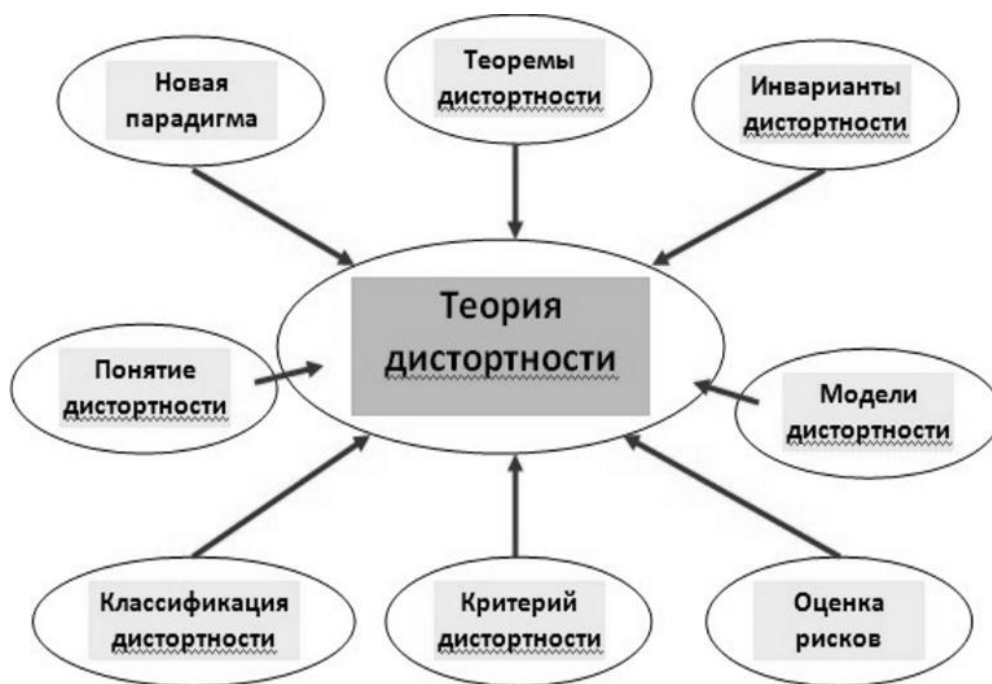 Новая
парадигма
Теоремы
дистортности
Инварианты
дистортности
Теория
дистортности
Понятие
дистортности
Модели
дистортности
Классификация
дистортности
Критерий
дистортности
Оценка
рисков